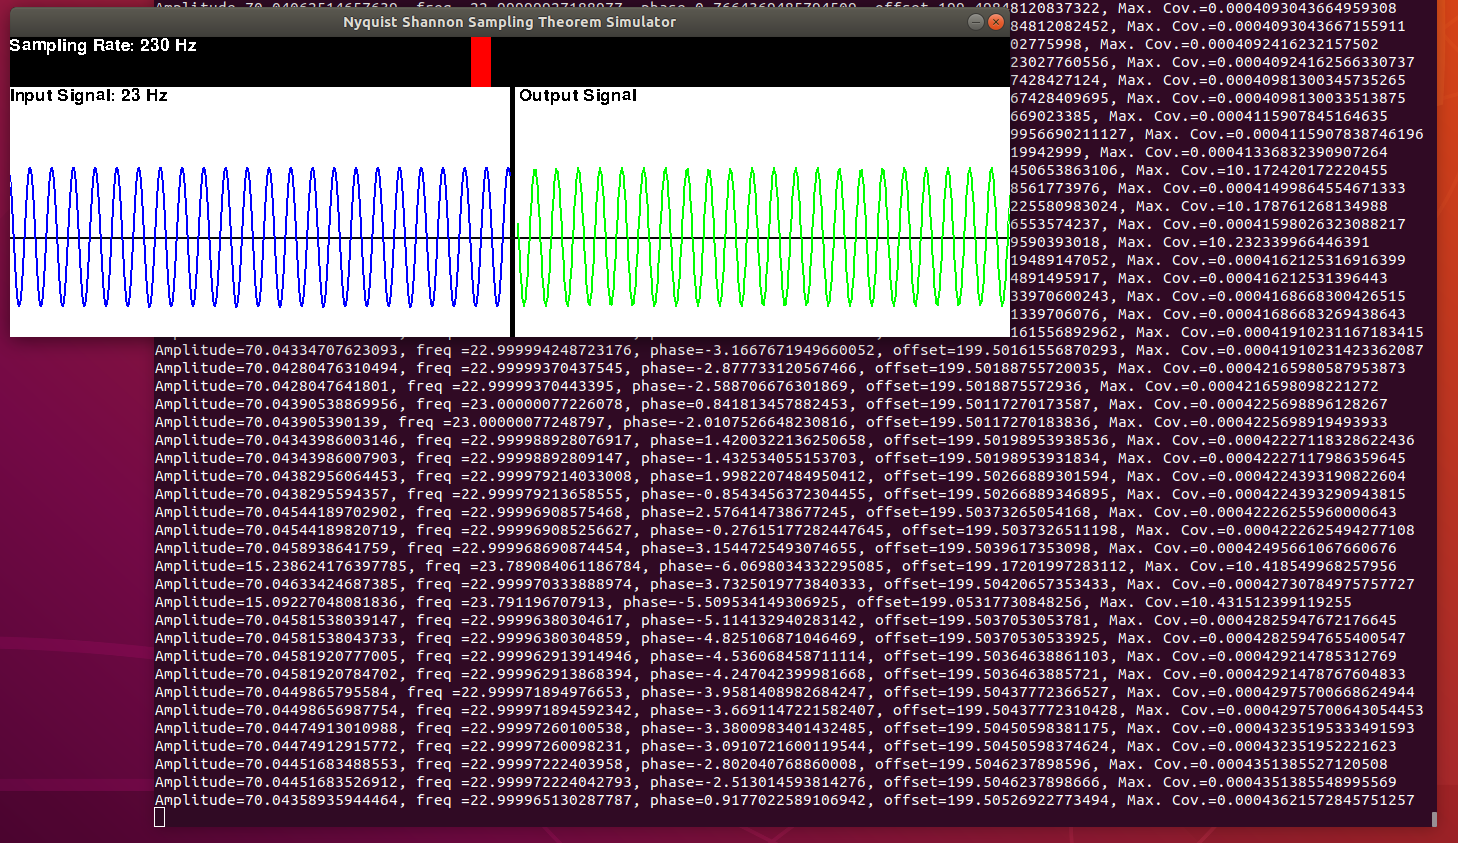 Amplitude=70.04062514657639, freq =22.99999927188977, phase=0.7664369485794509, offset=199.49948120837322, Max. Cov.=0.0004093043664959308
Nyquist Shannon Sampling Theorem Simulator
84812082452, Max. Cov.=0.0004093043667155911
Sampling Rate: 230 Hz
02775998, Max. Cov.=0.0004092416232157502
23027760556, Max. Cov.=0.00040924162566330737
7428427124, Max. Cov.=0.00040981300345735265
Input Signal: 23 Hz
Output Signal
67428409695, Max. Cov.=0.0004098130033513875
669023385, Max. Cov.=0.0004115907845164635
9956690211127, Max. Cov.=0.0004115907838746196
19942999, Max. Cov.=0.00041336832390907264
450653863106, Max. Cov.=10.172420172220455
8561773976, Max. Cov.=0.00041499864554671333
225580983024, Max. Cov.=10.178761268134988
6553574237, Max. Cov.=0.00041598026323088217
9590393018, Max. Cov.=10.232339966446391
19489147052, Max. Cov.=0.0004162125316916399
4891495917, Max. Cov.=0.000416212531396443
33970600243, Max. Cov.=0.0004168668300426515
1339706076, Max. Cov.=0.00041686683269438643
161556892962, Max. Cov.=0.00041910231167183415
Amplitude=70.04334707623093, freq =22.999994248723176, phase=-3.1667671949660052, offset=199.50161556870293, Max. Cov.=0.00041910231423362087
Amplitude=70.04280476310494, freq =22.99999370437545, phase=-2.877733120567466, offset=199.50188755720035, Max. Cov.=0.00042165980587953873
Amplitude=70.0428047641801, freq =22.99999370443395, phase=-2.588706676301869, offset=199.5018875572936, Max. Cov.=0.0004216598098221272
Amplitude=70.04390538869956, freq =23.00000077226078, phase=0.841813457882453, offset=199.50117270173587, Max. Cov.=0.0004225698896128267
Amplitude=70.043905390139, freq =23.00000077248797, phase=-2.0107526648230816, offset=199.50117270183836, Max. Cov.=0.0004225698919493933
Amplitude=70.04343986003146, freq =22.999988928076917, phase=1.4200322136250658, offset=199.50198953938536, Max. Cov.=0.00042227118328622436
Amplitude=70.04343986007903, freq =22.99998892809147, phase=-1.432534055153703, offset=199.50198953931834, Max. Cov.=0.00042227117986359645
Amplitude=70.04382956064453, freq =22.999979214033008, phase=1.9982207484950412, offset=199.50266889301594, Max. Cov.=0.00042243930190822604
Amplitude=70.0438295594357, freq =22.999979213658555, phase=-0.8543456372304455, offset=199.50266889346895, Max. Cov.=0.0004224393290943815
Amplitude=70.04544189702902, freq =22.99996908575468, phase=2.576414738677245, offset=199.50373265054168, Max. Cov.=0.00042226255960000643
Amplitude=70.04544189820719, freq =22.999969085256627, phase=-0.27615177282447645, offset=199.5037326511198, Max. Cov.=0.0004222625494277108
Amplitude=70.0458938641759, freq =22.999968690874454, phase=3.1544725493074655, offset=199.5039617353098, Max. Cov.=0.00042495661067660676
Amplitude=15.238624176397785, freq =23.789084061186784, phase=-6.0698034332295085, offset=199.17201997283112, Max. Cov.=10.418549968257956
Amplitude=70.04633424687385, freq =22.999970333888974, phase=3.7325019773840333, offset=199.50420657353433, Max. Cov.=0.00042730784975757727
Amplitude=15.09227048081836, freq =23.791196707913, phase=-5.509534149306925, offset=199.05317730848256, Max. Cov.=10.431512399119255
Amplitude=70.04581538039147, freq =22.99996380304617, phase=-5.114132940283142, offset=199.5037053053781, Max. Cov.=0.00042825947672176645
Amplitude=70.04581538043733, freq =22.99996380304859, phase=-4.825106871046469, offset=199.50370530533925, Max. Cov.=0.00042825947655400547
Amplitude=70.04581920777005, freq =22.999962913914946, phase=-4.536068458711114, offset=199.50364638861103, Max. Cov.=0.000429214785312769
Amplitude=70.04581920784702, freq =22.999962913868394, phase=-4.247042399981668, offset=199.5036463885721, Max. Cov.=0.00042921478767604833
Amplitude=70.0449865795584, freq =22.999971894976653, phase=-3.9581408982684247, offset=199.50437772366527, Max. Cov.=0.00042975700668624944
Amplitude=70.04498656987754, freq =22.999971894592342, phase=-3.6691147221582407, offset=199.50437772310428, Max. Cov.=0.00042975700643054453
Amplitude=70.04474913010988, freq =22.99997260100538, phase=-3.3800983401432485, offset=199.50450598381175, Max. Cov.=0.0004323519533349​1593
Amplitude=70.04474912915772, freq =22.99997260098231, phase=-3.0910721600119544, offset=199.50450598374624, Max. Cov.=0.000432351952221623
Amplitude=70.04451683488553, freq =22.999972222403958, phase=-2.802040768860008, offset=199.5046237898596, Max. Cov.=0.0004351385527120508
Amplitude=70.04451683526912, freq =22.999972224042793, phase=-2.513014593814276, offset=199.5046237898666, Max. Cov.=0.0004351385548995569
Amplitude=70.04358935944464, freq =22.999965130287787, phase=0.9177022589106942, offset=199.50526922773494, Max. Cov.=0.00043621572845751257